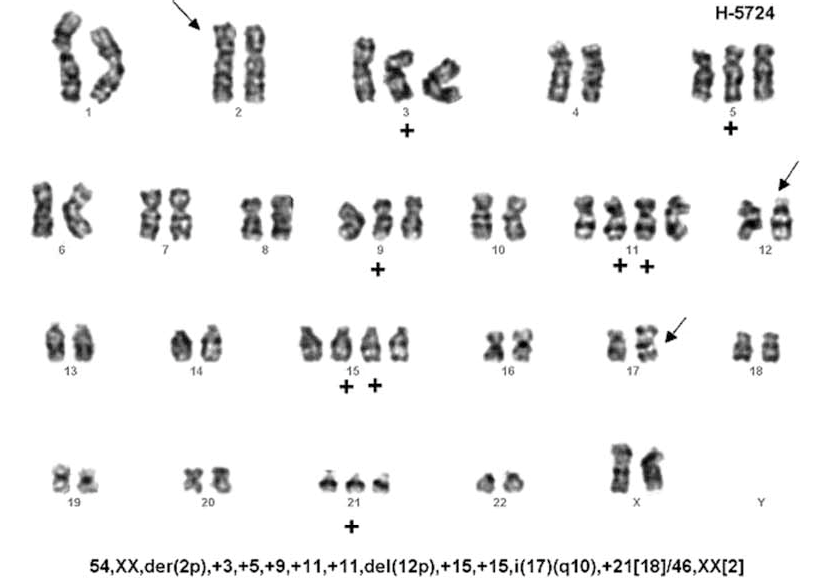 H-5724
1 2 3 4 5
+ +
6 7 8 9 10 11 12
+ + +
13 14 15 16 17 18
+ +
19 20 21 22 X Y
+
54,XX,der(2p),+3,+5,+9,+11,+11,del(12p),+15,+15,i(17)(q10),+21[18]/46,XX[2]